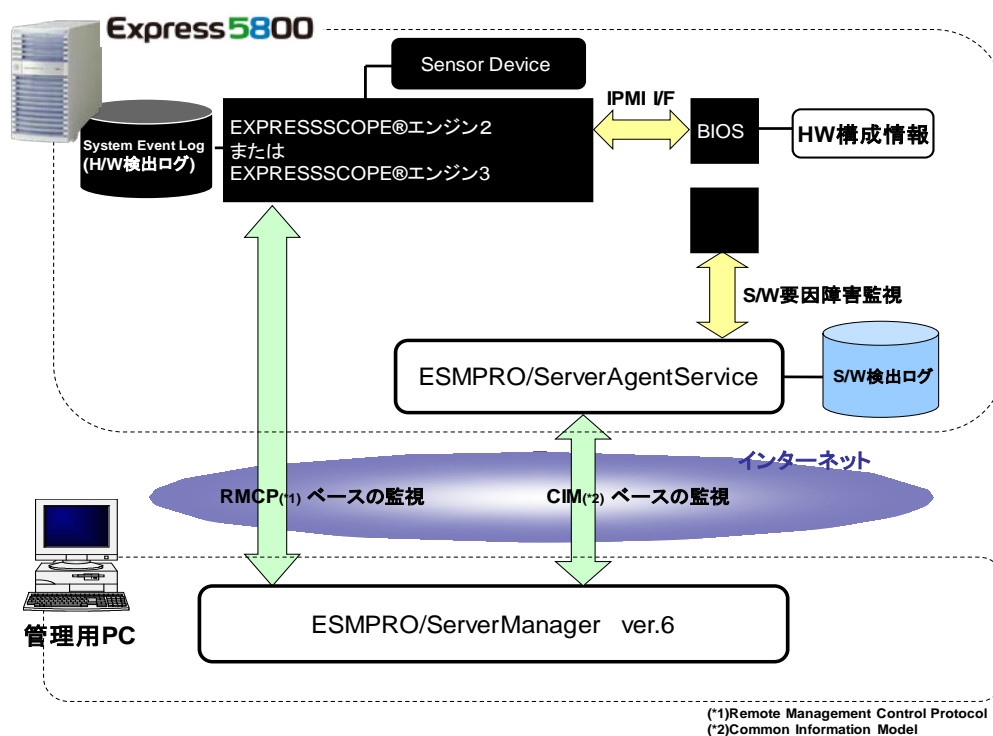 Express5800
Sensor Device
IPMI I/F
EXPRESSSCOPE®エンジン2
または
EXPRESSSCOPE®エンジン3
System Event Log
(H/W検出ログ)
BIOS
HW構成情報
S/W要因障害監視
ESMPRO/ServerAgentService
S/W検出ログ
インターネット
RMCP(*1) ベースの監視
CIM(*2) ベースの監視
管理用PC
ESMPRO/ServerManager ver.6
(*1)Remote Management Control Protocol
(*2)Common Information Model